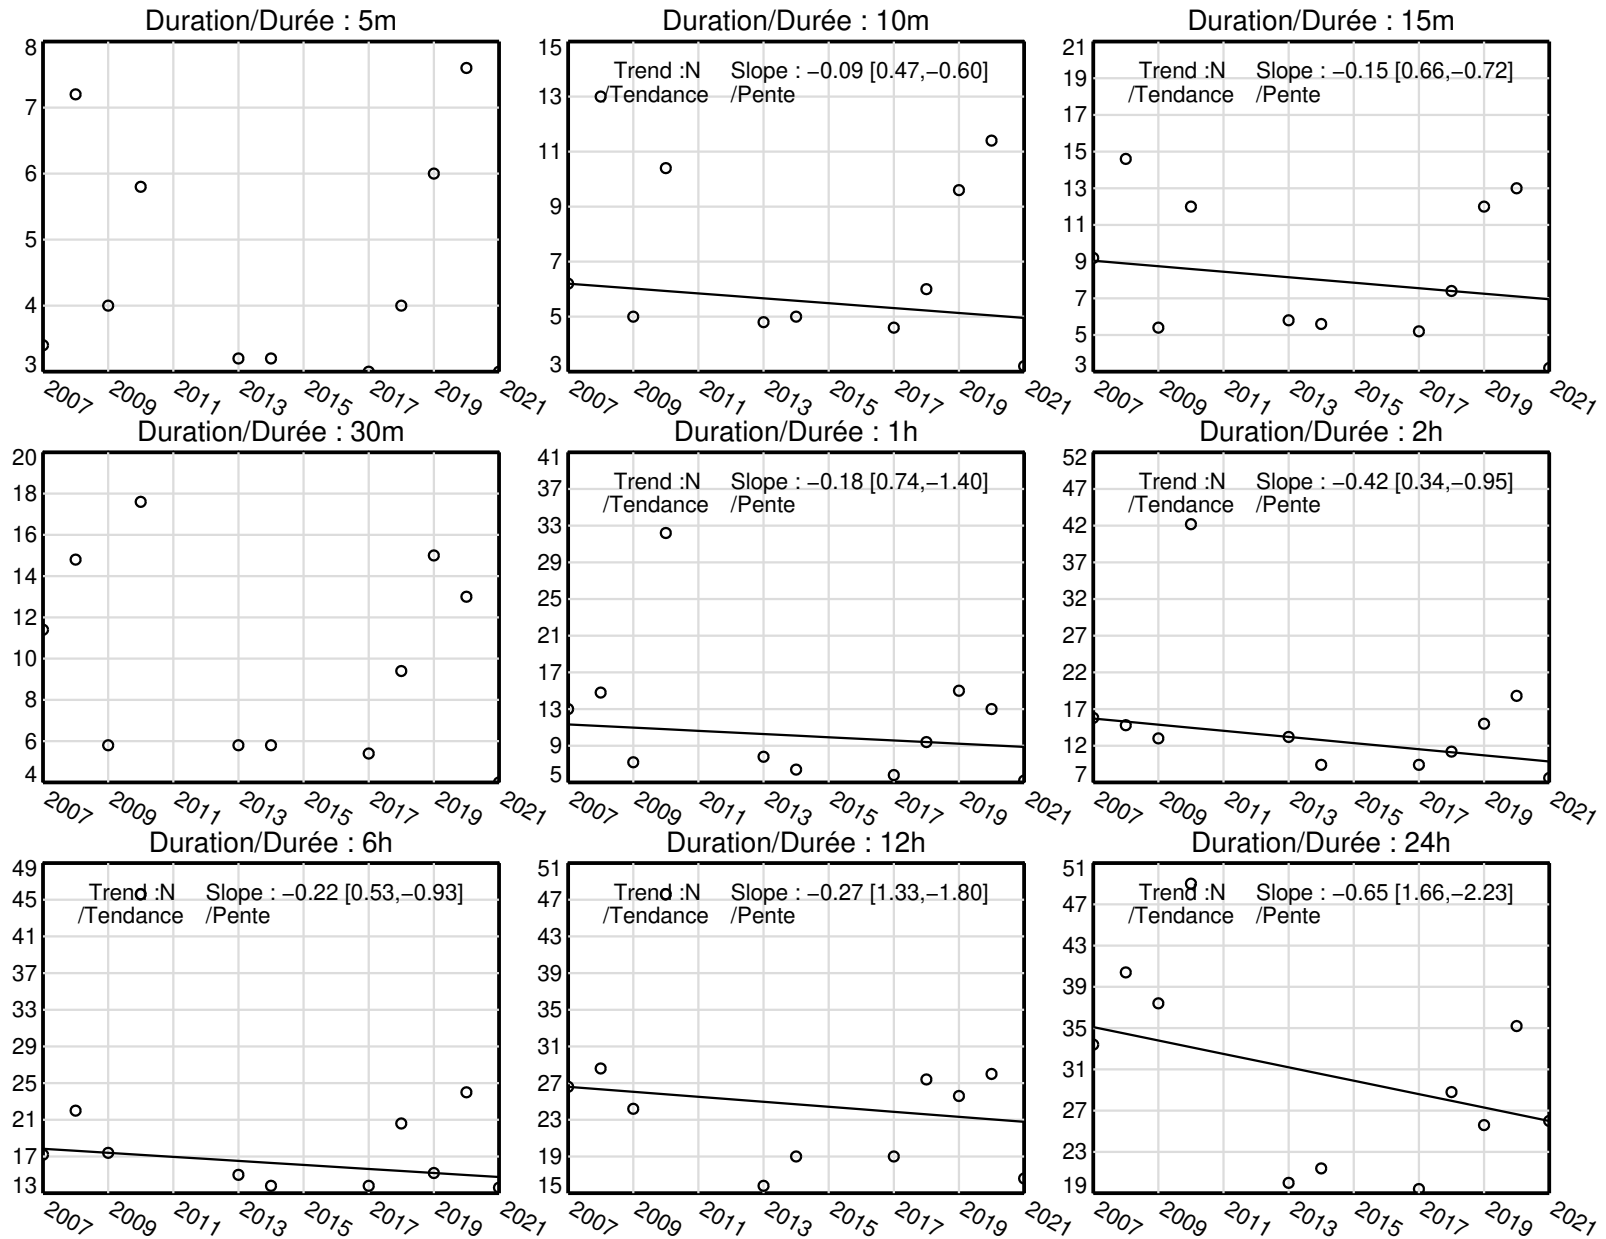 Duration/Durée : 5m
8
7
6
5
4
3
2007 2009 2011 2013 2015 2017 2019 2021
Duration/Durée : 10m
Trend :N Slope : −0.09 [0.47,−0.60]
/Tendance /Pente
15
13
11
9
7
5
3
2007 2009 2011 2013 2015 2017 2019 2021
Duration/Durée : 15m
Trend :N Slope : −0.15 [0.66,−0.72]
/Tendance /Pente
21
19
17
15
13
11
9
7
5
3
2007 2009 2011 2013 2015 2017 2019 2021
Duration/Durée : 30m
20
18
16
14
12
10
8
6
4
2007 2009 2011 2013 2015 2017 2019 2021
Duration/Durée : 1h
Trend :N Slope : −0.18 [0.74,−1.40]
/Tendance /Pente
41
37
33
29
25
21
17
13
9
5
2007 2009 2011 2013 2015 2017 2019 2021
Duration/Durée : 2h
Trend :N Slope : −0.42 [0.34,−0.95]
/Tendance /Pente
52
47
42
37
32
27
22
17
12
7
2007 2009 2011 2013 2015 2017 2019 2021
Duration/Durée : 6h
Trend :N Slope : −0.22 [0.53,−0.93]
/Tendance /Pente
49
45
41
37
33
29
25
21
17
13
2007 2009 2011 2013 2015 2017 2019 2021
Duration/Durée : 12h
Trend :N Slope : −0.27 [1.33,−1.80]
/Tendance /Pente
51
47
43
39
35
31
27
23
19
15
2007 2009 2011 2013 2015 2017 2019 2021
Duration/Durée : 24h
Trend :N Slope : −0.65 [1.66,−2.23]
/Tendance /Pente
51
47
43
39
35
31
27
23
19
2007 2009 2011 2013 2015 2017 2019 2021